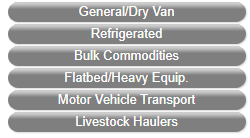 General/Dry Van
Refrigerated
Bulk Commodities
Flatbed/Heavy Equip.
Motor Vehicle Transport
Livestock Haulers